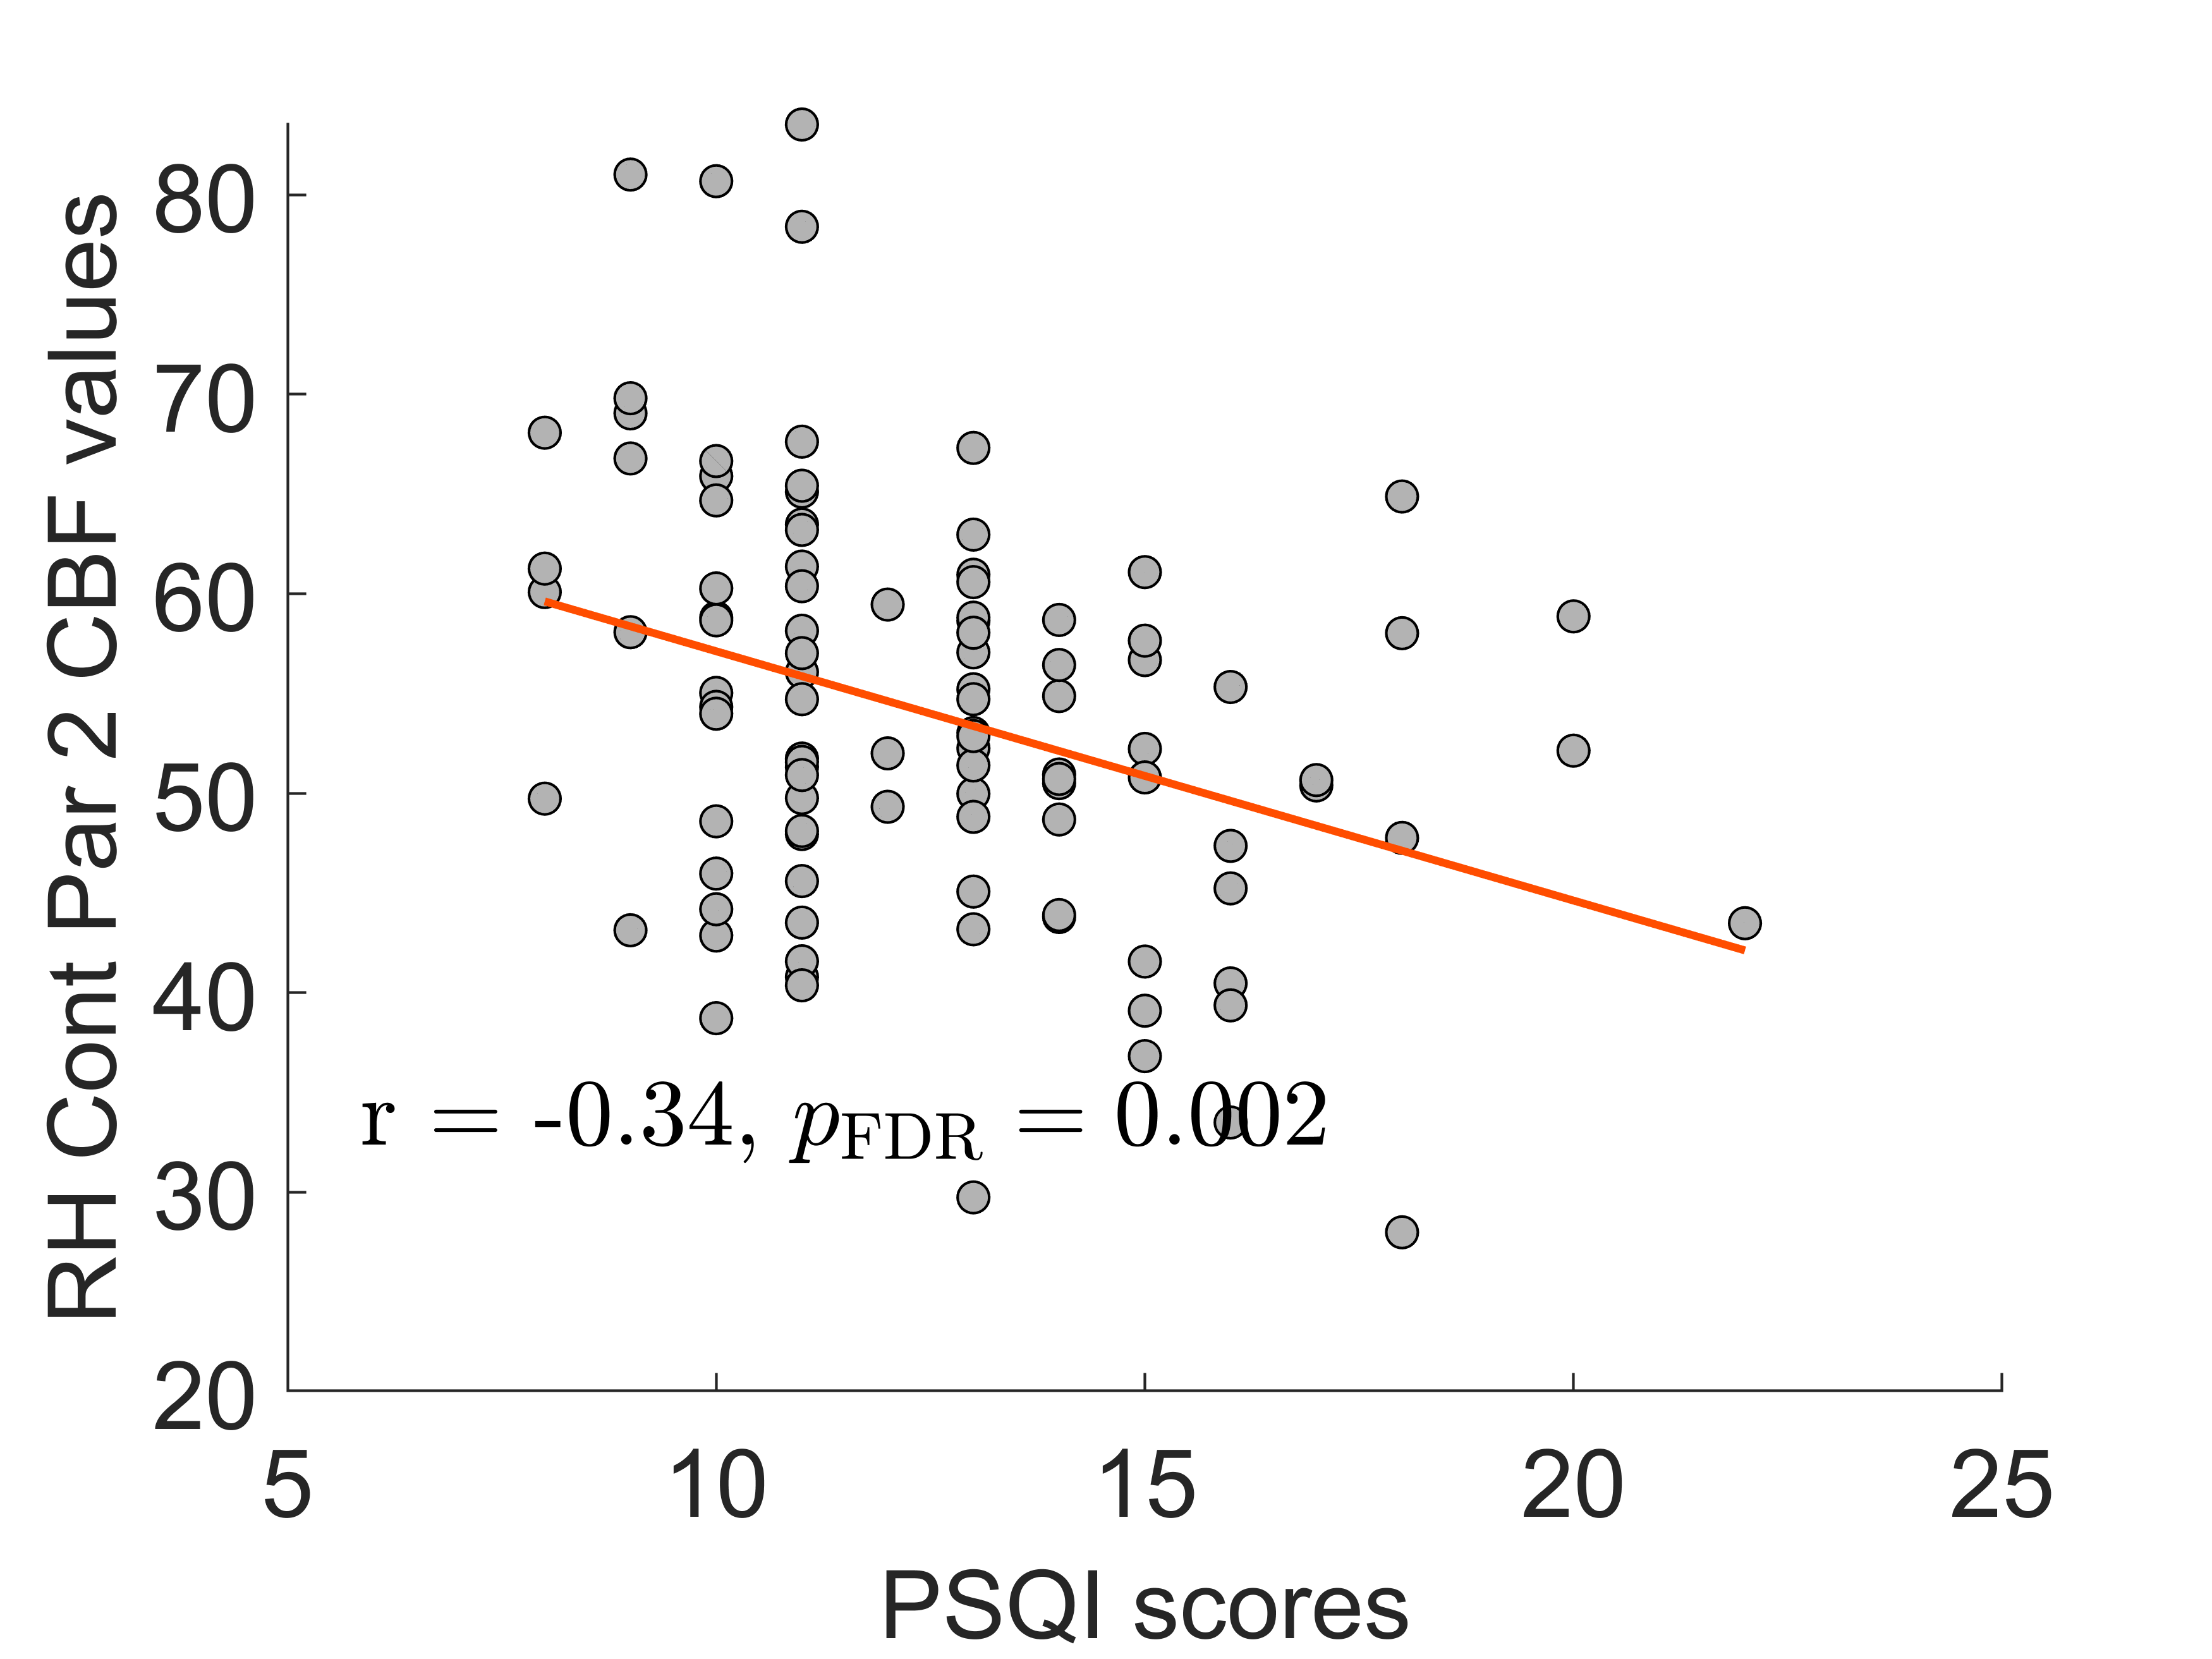 RH Cont Par 2 CBF values
80
70
60
50
40
30
20
r = -0.34, pFDR = 0.002
5 10 15 20 25
PSQI scores